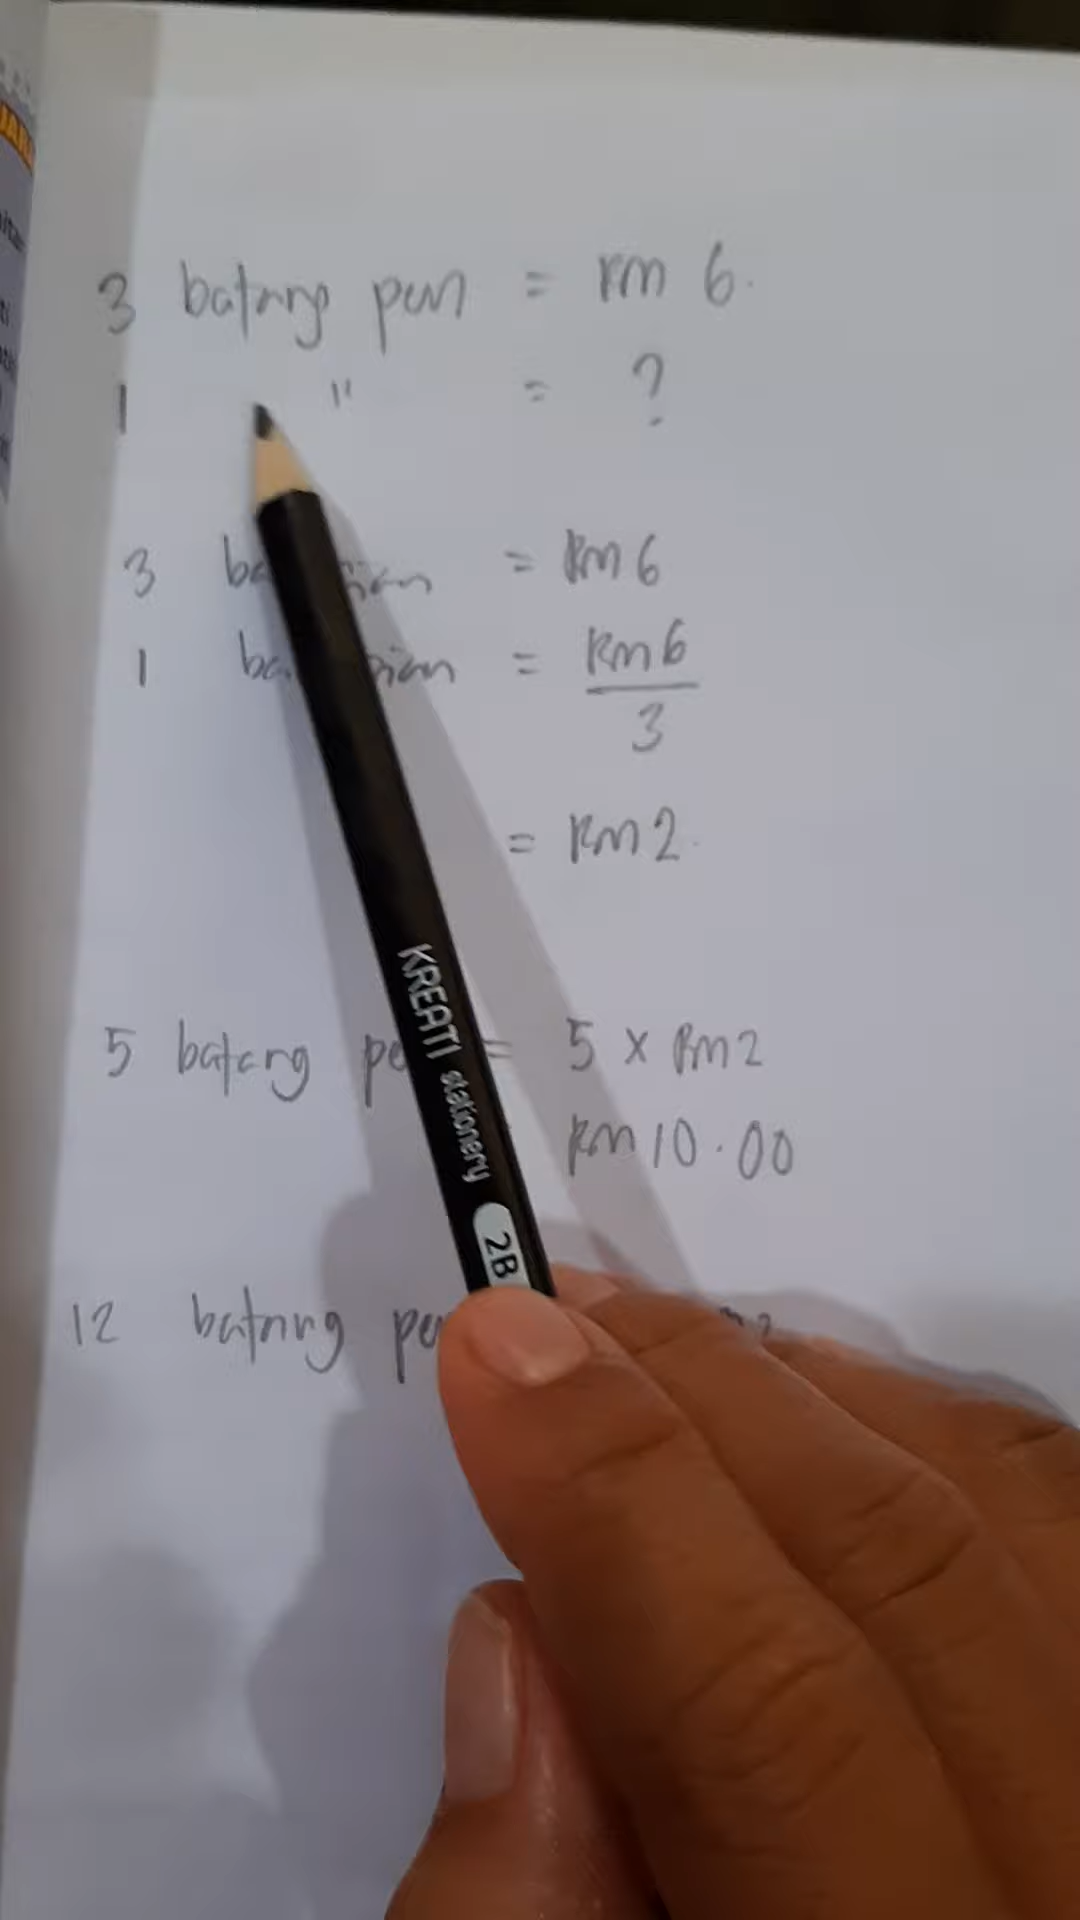 3 batang pen = RM 6.
1 " = ?
3 = RM 6
1 = RM 6
3
= RM 2.
5 batang = 5 x RM 2
RM 10.00
12 batang
KREATI stationery 2B